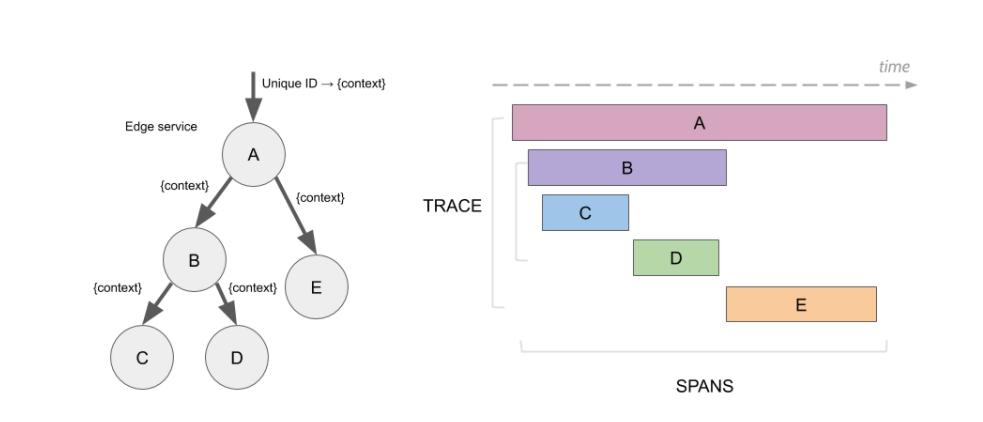 Unique ID → {context}
Edge service
A
{context}
{context}
B
E
{context}
{context}
C
D
time
A
B
C
TRACE
D
E
SPANS